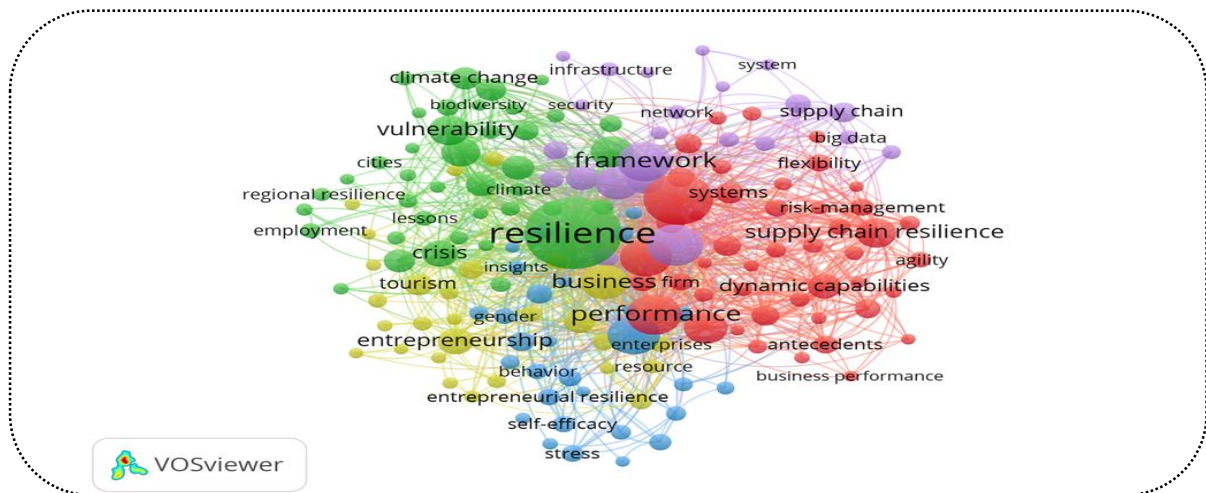 infrastructure
system
climate change
biodiversity
security
network
supply chain
vulnerability
big data
framework
flexibility
cities
climate
systems
regional resilience
risk-management
lessons
employment
resilience
supply chain resilience
crisis
insights
agility
tourism
business
firm
dynamic capabilities
gender
performance
entrepreneurship
enterprises
antecedents
behavior
resource
business performance
entrepreneurial resilience
self-efficacy
stress
VOSviewer